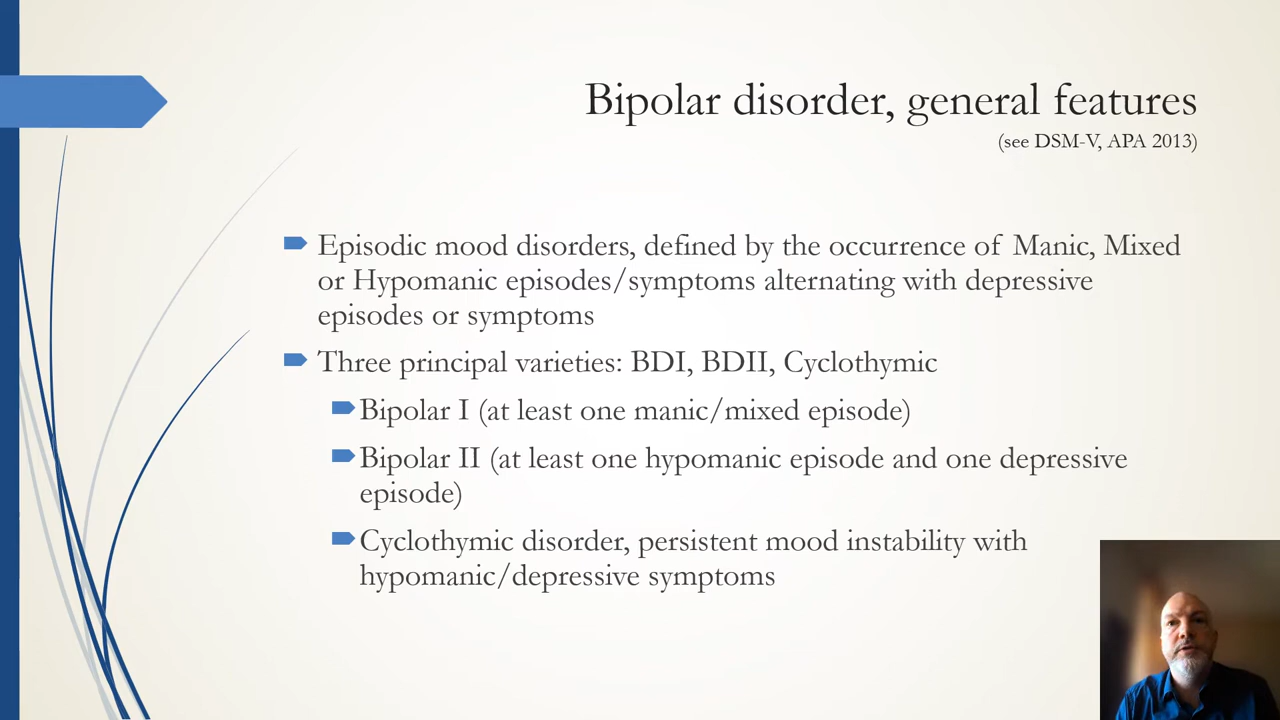 Bipolar disorder, general features
(see DSM-V, APA 2013)
Episodic mood disorders, defined by the occurrence of Manic, Mixed
or Hypomanic episodes/symptoms alternating with depressive
episodes or symptoms
Three principal varieties: BDI, BDII, Cyclothymic
Bipolar I (at least one manic/mixed episode)
Bipolar II (at least one hypomanic episode and one depressive
episode)
Cyclothymic disorder, persistent mood instability with
hypomanic/depressive symptoms